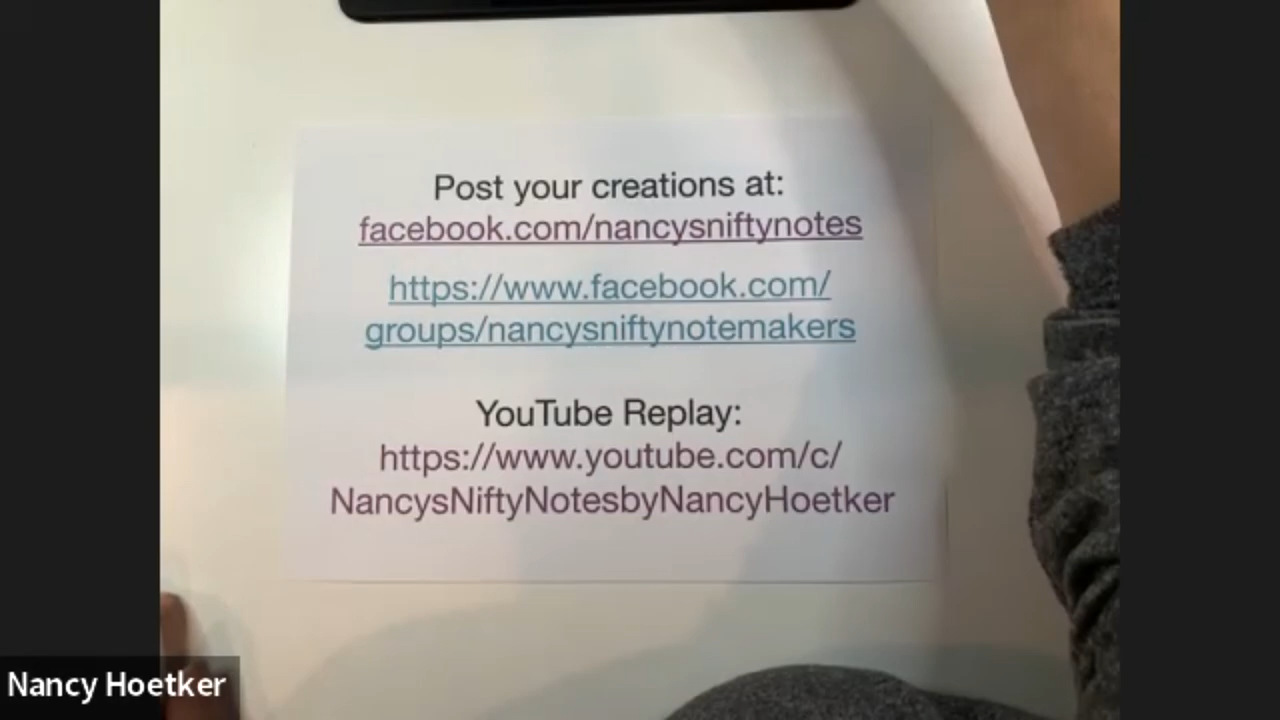 Post your creations at:
facebook.com/nancysniftynotes
https://www.facebook.com/
groups/nancysniftynotemakers
YouTube Replay:
https://www.youtube.com/c/
NancysNiftyNotesbyNancyHoetker
Nancy Hoetker